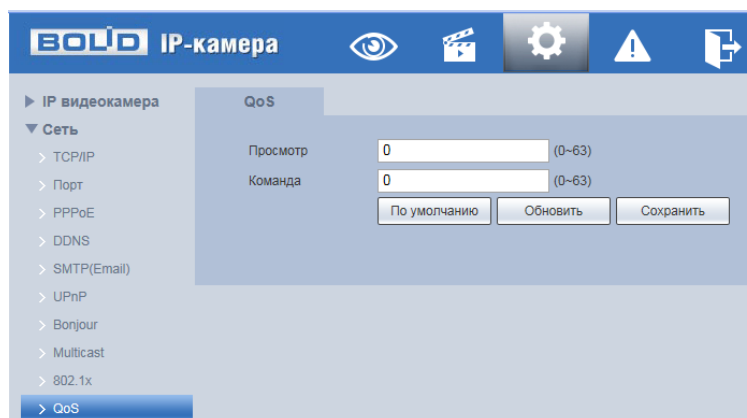 BOLID IP-камера
IP видеокамера
Сеть
TCP/IP
Порт
PPPoE
DDNS
SMTP(Email)
UPnP
Bonjour
Multicast
802.1x
QoS
QoS
Просмотр 0 (0~63)
Команда 0 (0~63)
По умолчанию Обновить Сохранить